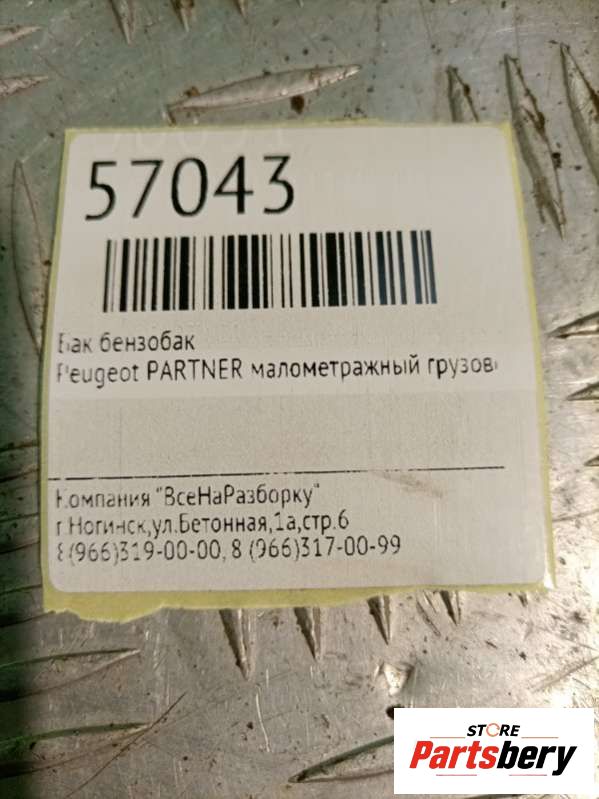 57043
Бак бензобак
Peugeot PARTNER малометражный грузов
Компания "ВсеНаРазборку"
г.Ногинск,ул.Бетонная,1а,стр.6
8(966)319-00-00, 8 (966)317-00-99
STORE
Partsbery